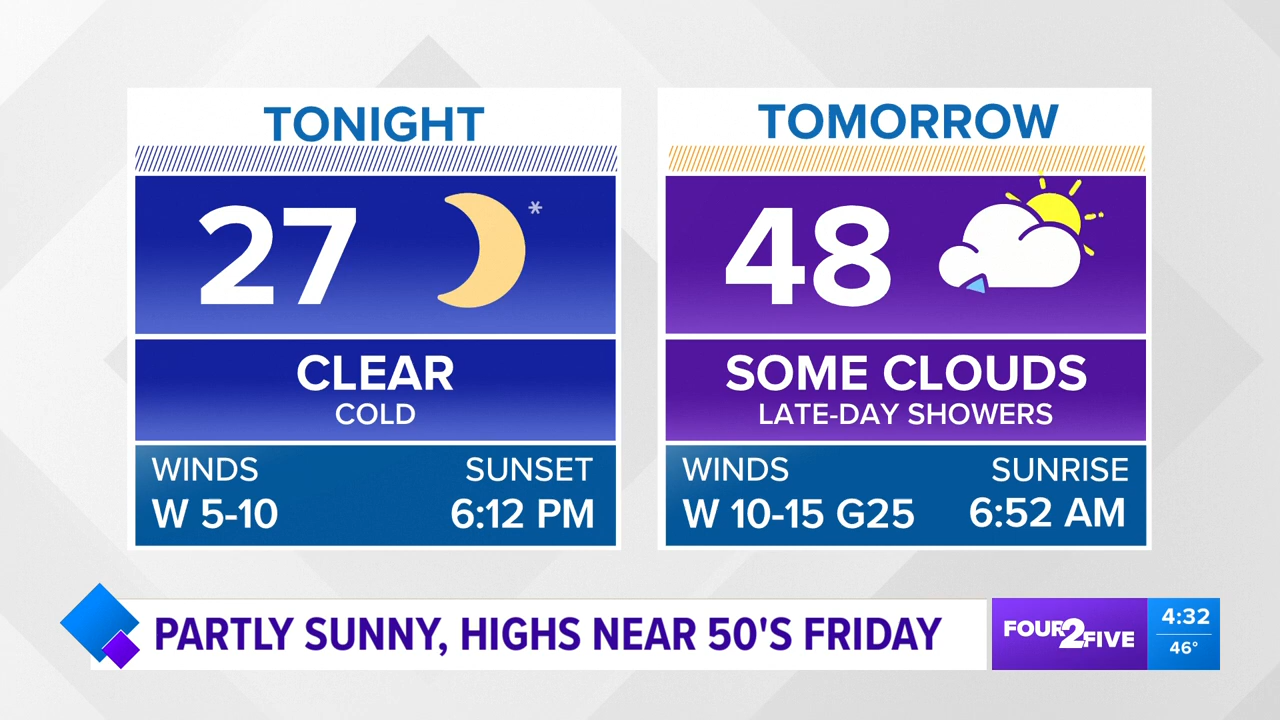 TONIGHT
27
CLEAR
COLD
WINDS SUNSET
W 5-10 6:12 PM
TOMORROW
48
SOME CLOUDS
LATE-DAY SHOWERS
WINDS SUNRISE
W 10-15 G25 6:52 AM
PARTLY SUNNY, HIGHS NEAR 50'S FRIDAY
FOUR2FIVE
4:32
46°